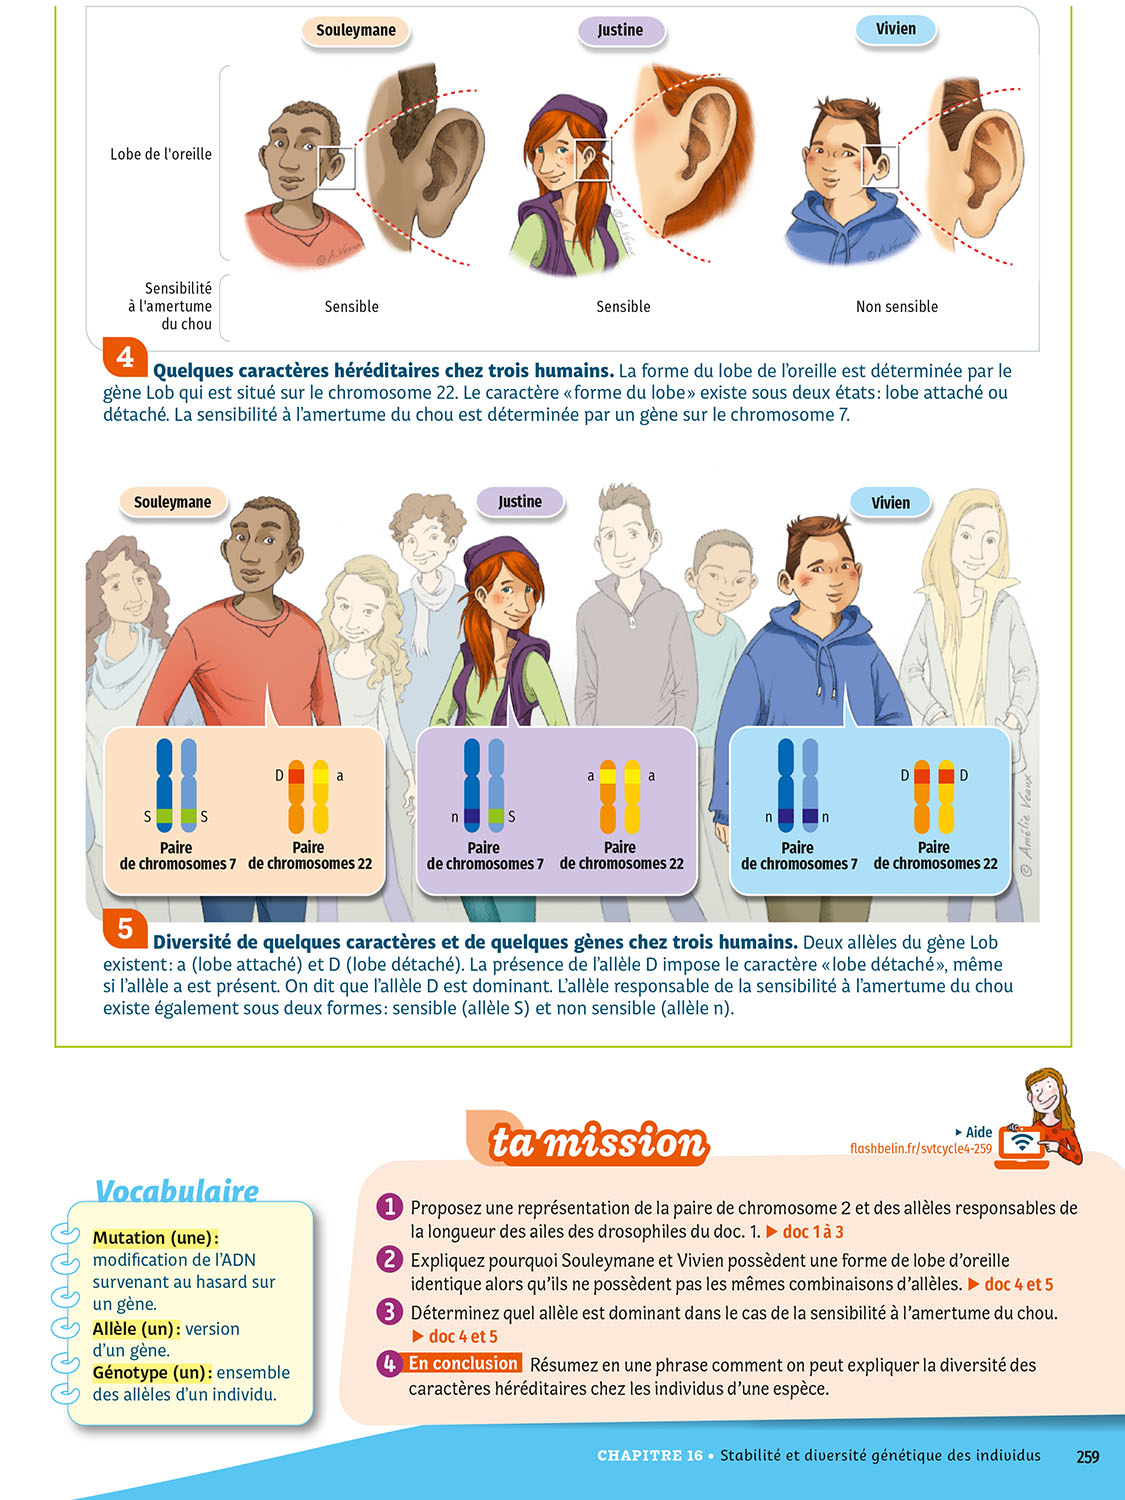 Souleymane
Justine
Vivien
Lobe de l'oreille
© A. Veaux
© A. Veaux
© A. Veaux
Sensibilité
à l'amertume
du chou
Sensible
Sensible
Non sensible
4
Quelques caractères héréditaires chez trois humains. La forme du lobe de l'oreille est déterminée par le
gène Lob qui est situé sur le chromosome 22. Le caractère «forme du lobe» existe sous deux états: lobe attaché ou
détaché. La sensibilité à l'amertume du chou est déterminée par un gène sur le chromosome 7.
Souleymane
Justine
Vivien
D a
S S
Paire
de chromosomes 7
Paire
de chromosomes 22
a a
n S
Paire
de chromosomes 7
Paire
de chromosomes 22
D D
n n
Paire
de chromosomes 7
Paire
de chromosomes 22
© Amélie Veaux
5
Diversité de quelques caractères et de quelques gènes chez trois humains. Deux allèles du gène Lob
existent: a (lobe attaché) et D (lobe détaché). La présence de l'allèle D impose le caractère «lobe détaché», même
si l'allèle a est présent. On dit que l'allèle D est dominant. L'allèle responsable de la sensibilité à l'amertume du chou
existe également sous deux formes: sensible (allèle S) et non sensible (allèle n).
ta mission
▶ Aide
flashbelin.fr/svtcycle4-259
Vocabulaire
Mutation (une):
modification de l'ADN
survenant au hasard sur
un gène.
Allèle (un): version
d'un gène.
Génotype (un): ensemble
des allèles d'un individu.
1 Proposez une représentation de la paire de chromosome 2 et des allèles responsables de
la longueur des ailes des drosophiles du doc. 1. ▶ doc 1 à 3
2 Expliquez pourquoi Souleymane et Vivien possèdent une forme de lobe d'oreille
identique alors qu'ils ne possèdent pas les mêmes combinaisons d'allèles. ▶ doc 4 et 5
3 Déterminez quel allèle est dominant dans le cas de la sensibilité à l'amertume du chou.
▶ doc 4 et 5
4 En conclusion Résumez en une phrase comment on peut expliquer la diversité des
caractères héréditaires chez les individus d'une espèce.
CHAPITRE 16 • Stabilité et diversité génétique des individus 259